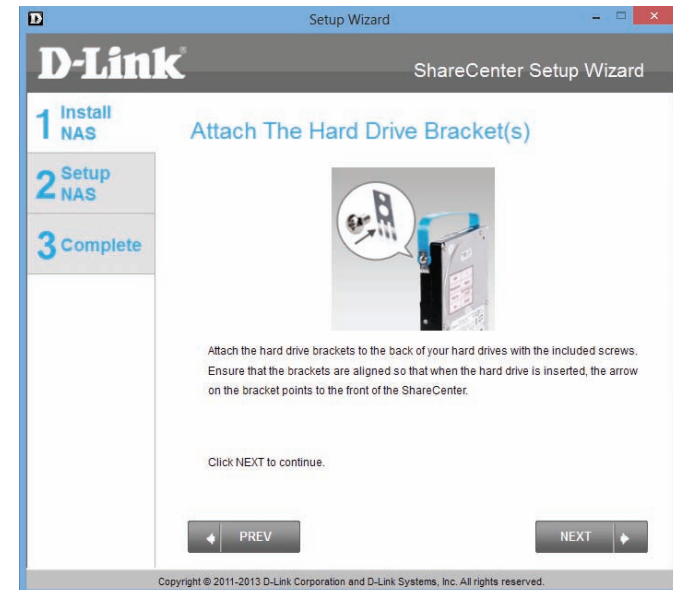 Setup Wizard
D-Link
ShareCenter Setup Wizard
1 Install
NAS
2 Setup
NAS
3 Complete
Attach The Hard Drive Bracket(s)
Attach the hard drive brackets to the back of your hard drives with the included screws.
Ensure that the brackets are aligned so that when the hard drive is inserted, the arrow
on the bracket points to the front of the ShareCenter.
Click NEXT to continue.
PREV
NEXT
Copyright © 2011-2013 D-Link Corporation and D-Link Systems, Inc. All rights reserved.